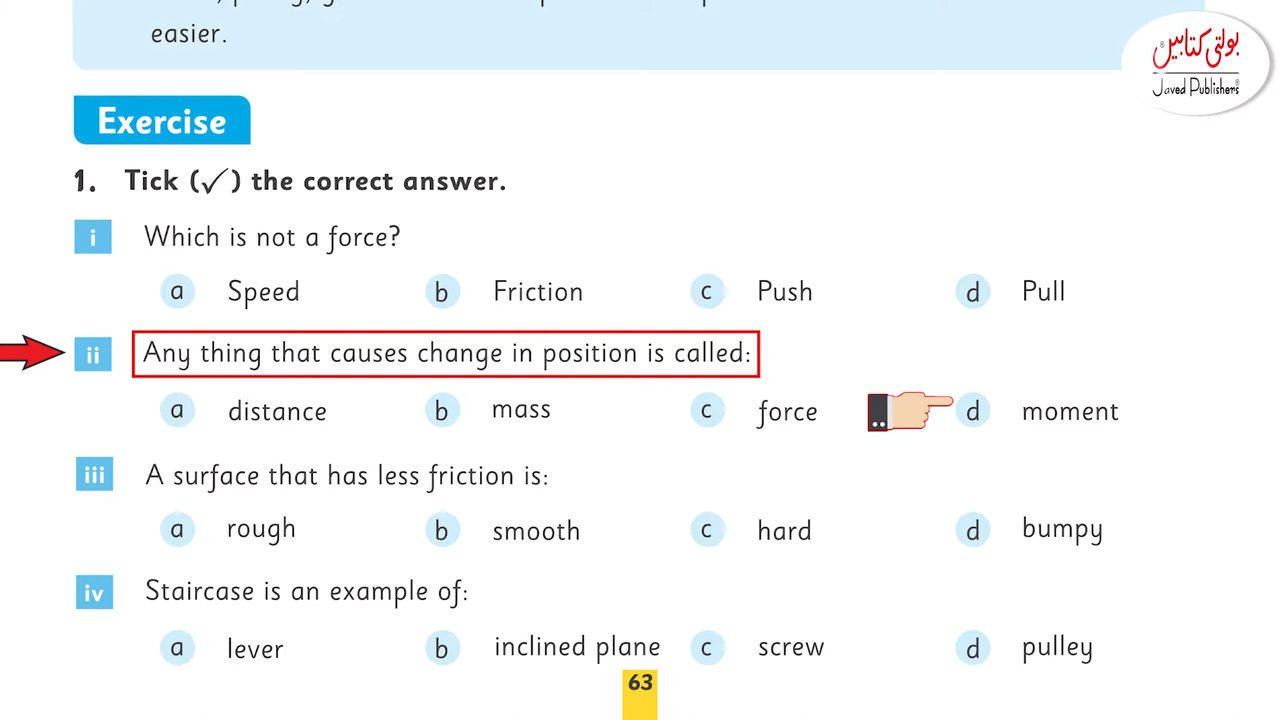 easier.
بولتی کتابیں
Javed Publishers®
Exercise
1. Tick (✓) the correct answer.
i Which is not a force?
a Speed b Friction c Push d Pull
ii Any thing that causes change in position is called:
a distance b mass c force d moment
iii A surface that has less friction is:
a rough b smooth c hard d bumpy
iv Staircase is an example of:
a lever b inclined plane c screw d pulley
63